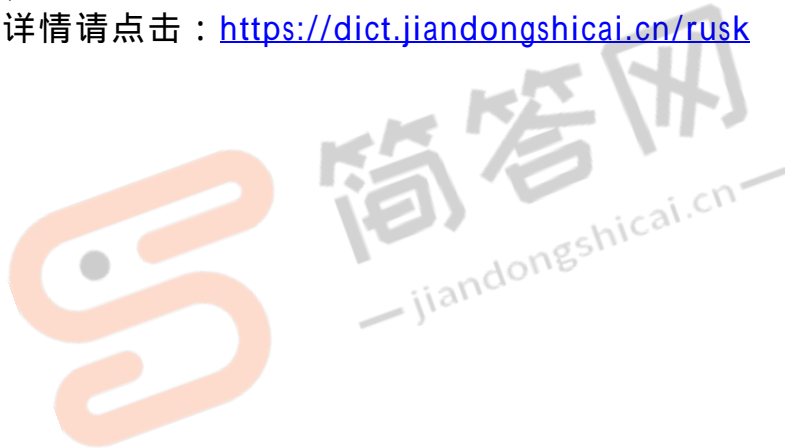 详情请点击：https://dict.jiandongshicai.cn/rusk
简答网
jiandongshicai.cn